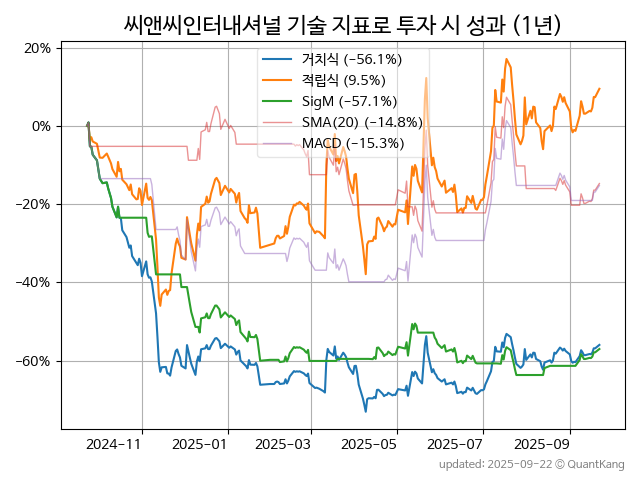 씨앤씨인터내셔널 기술 지표로 투자 시 성과 (1년)
20%
0%
−20%
−40%
−60%
거치식 (−56.1%)
적립식 (9.5%)
SigM (−57.1%)
SMA(20) (−14.8%)
MACD (−15.3%)
2024-11
2025-01
2025-03
2025-05
2025-07
2025-09
updated: 2025-09-22 © QuantKang